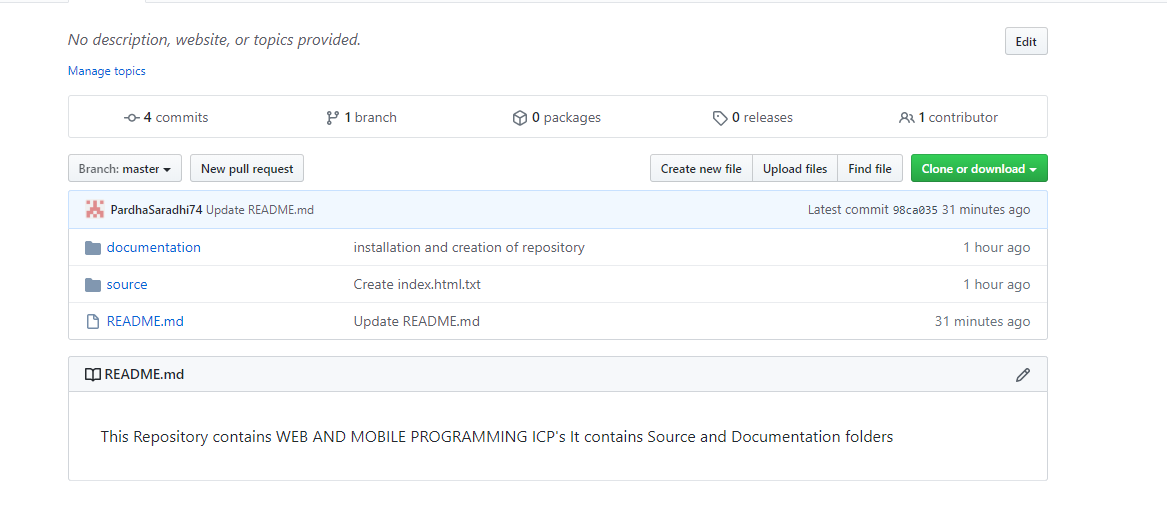 No description, website, or topics provided.
Edit
Manage topics
4 commits 1 branch 0 packages 0 releases 1 contributor
Branch: master New pull request Create new file Upload files Find file Clone or download
PardhaSaradhi74 Update README.md Latest commit 98ca035 31 minutes ago
documentation installation and creation of repository 1 hour ago
source Create index.html.txt 1 hour ago
README.md Update README.md 31 minutes ago
README.md
This Repository contains WEB AND MOBILE PROGRAMMING ICP's It contains Source and Documentation folders